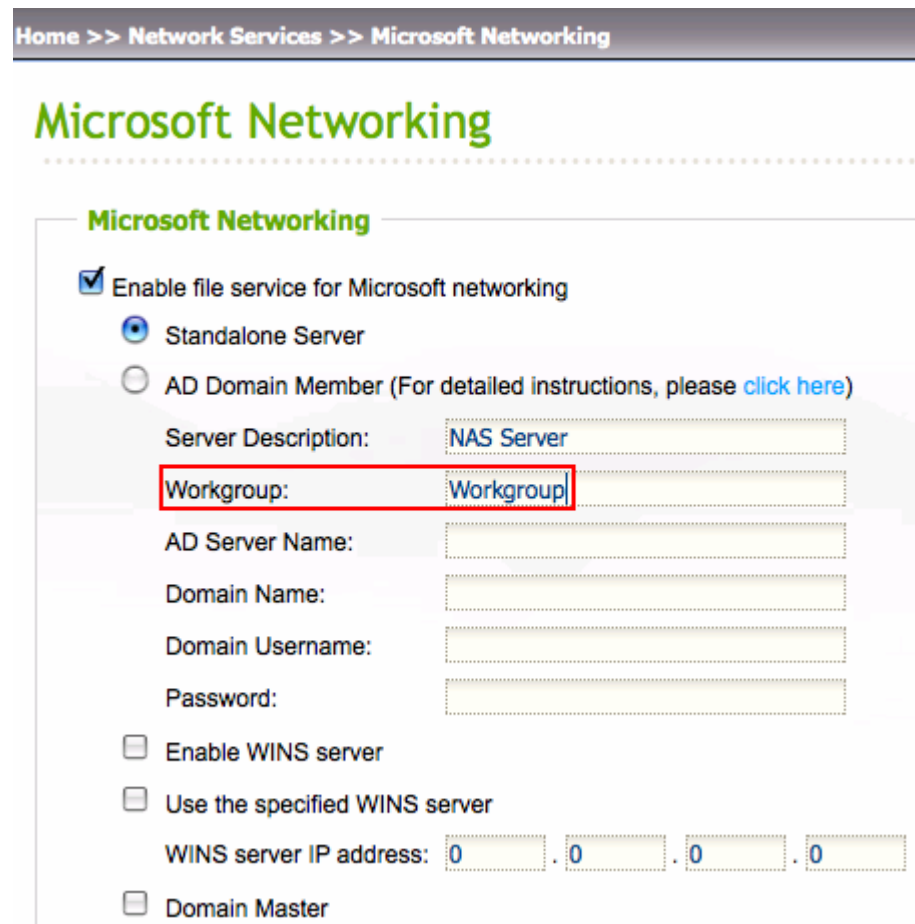 Home >> Network Services >> Microsoft Networking
Microsoft Networking
Microsoft Networking
Enable file service for Microsoft networking
Standalone Server
AD Domain Member (For detailed instructions, please click here)
Server Description: NAS Server
Workgroup: Workgroup
AD Server Name:
Domain Name:
Domain Username:
Password:
Enable WINS server
Use the specified WINS server
WINS server IP address: 0 . 0 . 0 . 0
Domain Master